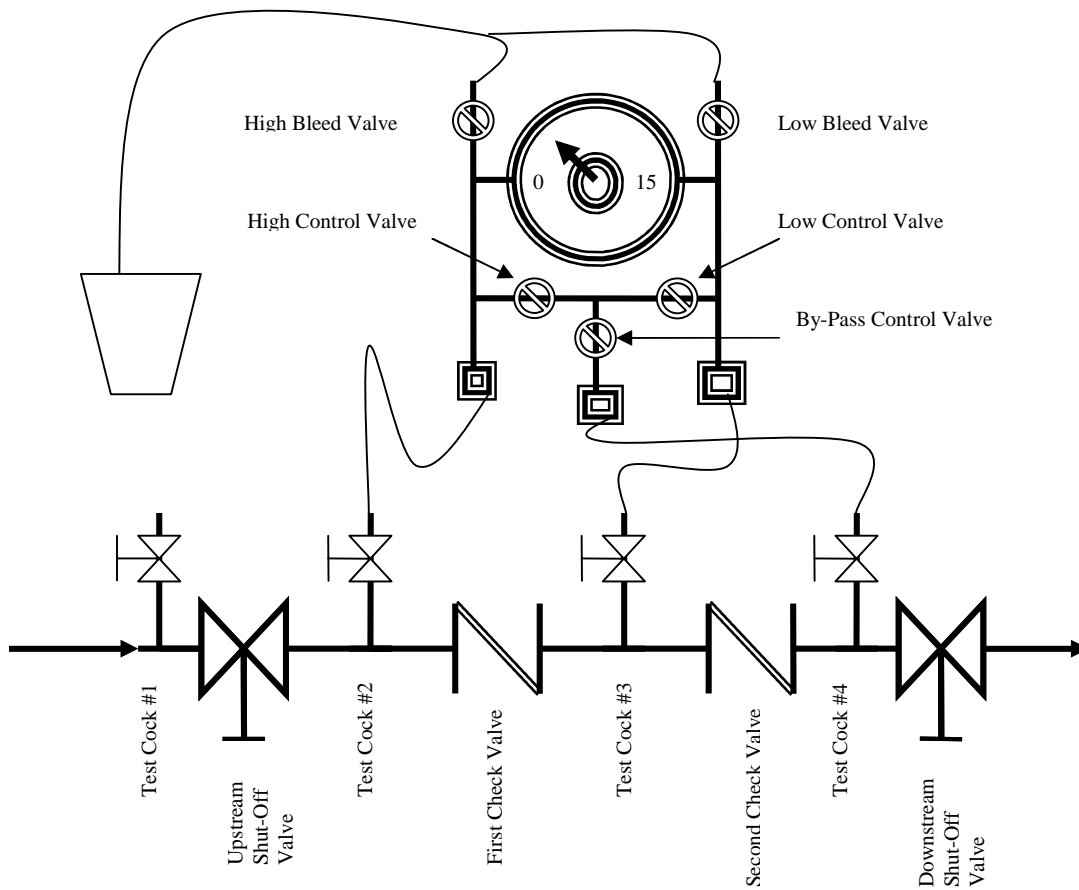 High Bleed Valve
Low Bleed Valve
0
15
High Control Valve
Low Control Valve
By-Pass Control Valve
Test Cock #1
Upstream
Shut-Off
Valve
Test Cock #2
First Check Valve
Test Cock #3
Second Check Valve
Test Cock #4
Downstream
Shut-Off
Valve